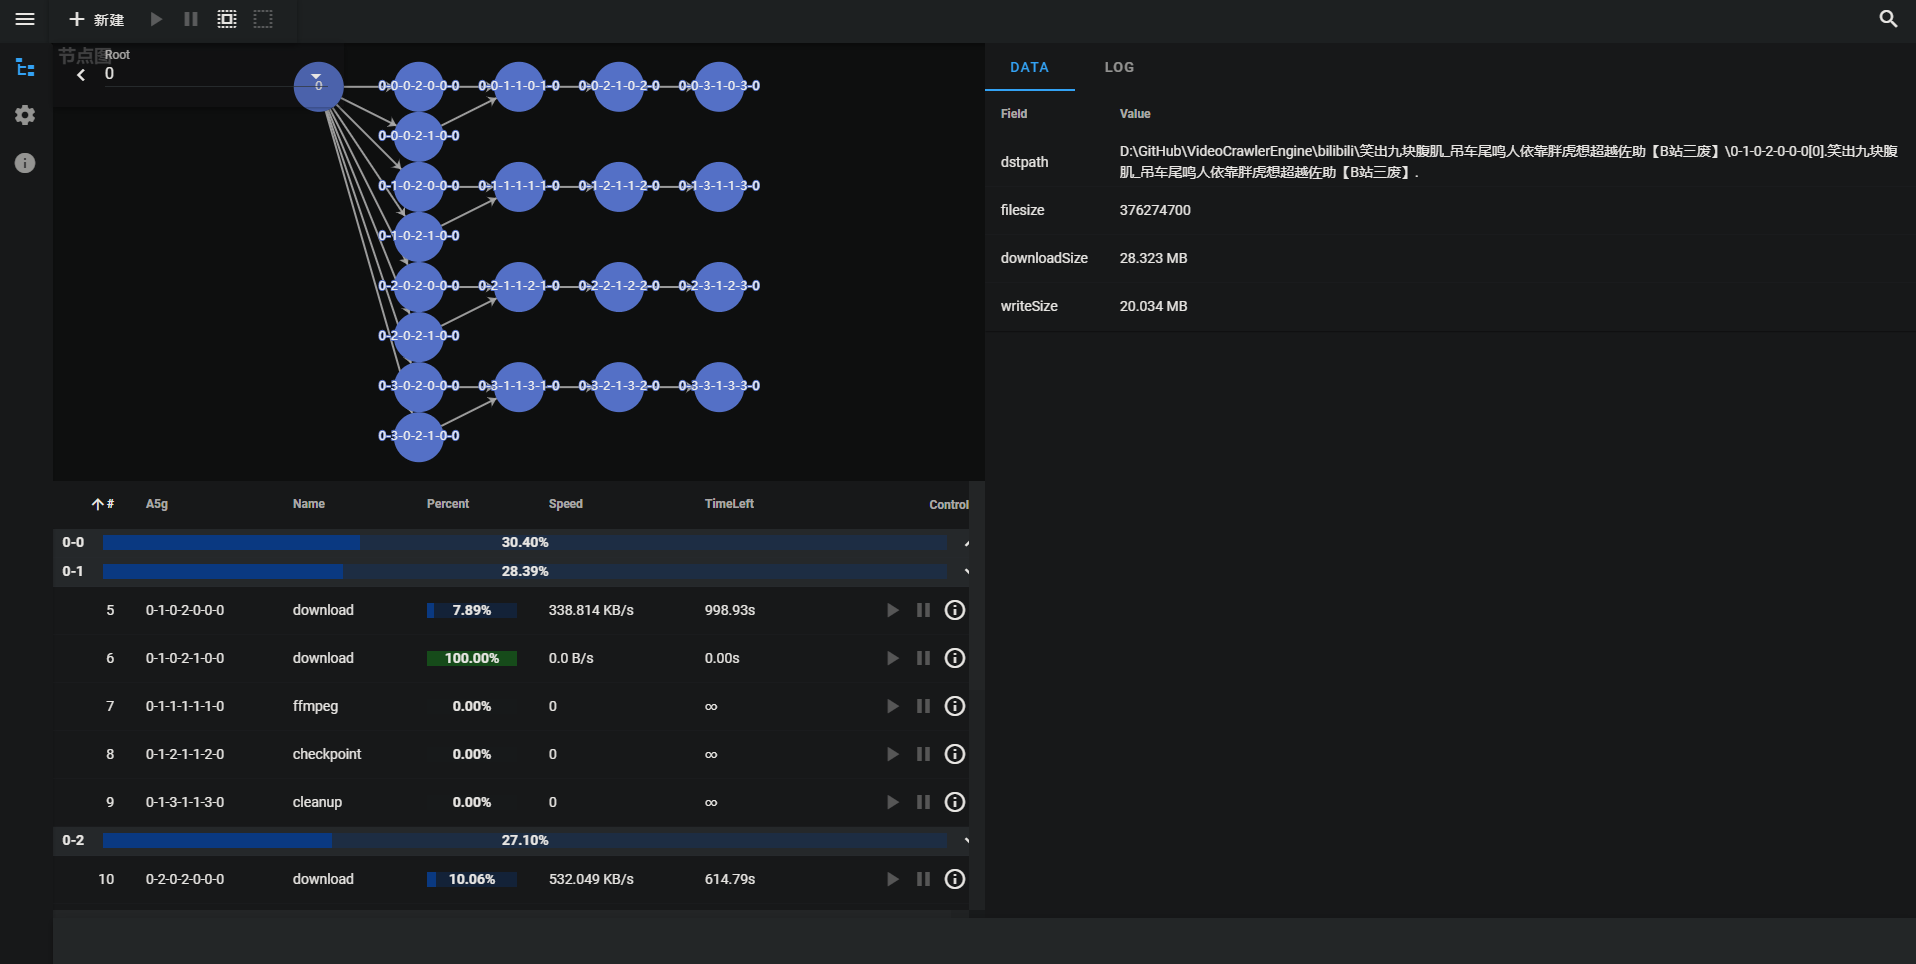 新建
节点图
Root
0
0
0-0-0-2-0-0-0
0-0-1-1-0-1-0
0-0-2-1-0-2-0
0-0-3-1-0-3-0
0-0-0-2-1-0-0
0-1-0-2-0-0-0
0-1-1-1-1-1-0
0-1-2-1-1-2-0
0-1-3-1-1-3-0
0-1-0-2-1-0-0
0-2-0-2-0-0-0
0-2-1-1-2-1-0
0-2-2-1-2-2-0
0-2-3-1-2-3-0
0-2-0-2-1-0-0
0-3-0-2-0-0-0
0-3-1-1-3-1-0
0-3-2-1-3-2-0
0-3-3-1-3-3-0
0-3-0-2-1-0-0
# A5g Name Percent Speed TimeLeft Control
0-0 30.40%
0-1 28.39%
5 0-1-0-2-0-0-0 download 7.89% 338.814 KB/s 998.93s
6 0-1-0-2-1-0-0 download 100.00% 0.0 B/s 0.00s
7 0-1-1-1-1-1-0 ffmpeg 0.00% 0 ∞
8 0-1-2-1-1-2-0 checkpoint 0.00% 0 ∞
9 0-1-3-1-1-3-0 cleanup 0.00% 0 ∞
0-2 27.10%
10 0-2-0-2-0-0-0 download 10.06% 532.049 KB/s 614.79s
DATA LOG
Field Value
dstpath D:\GitHub\VideoCrawlerEngine\bilibili\笑出九块腹肌_吊车尾鸣人依靠胖虎想超越佐助【B站三废】\0-1-0-2-0-0-0[0].笑出九块腹
肌_吊车尾鸣人依靠胖虎想超越佐助【B站三废】.
filesize 376274700
downloadSize 28.323 MB
writeSize 20.034 MB